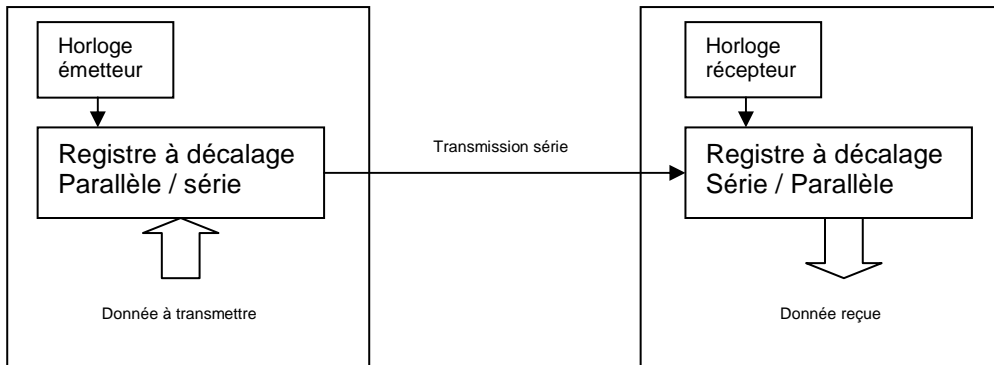 Horloge
émetteur
Registre à décalage
Parallèle / série
Donnée à transmettre
Transmission série
Horloge
récepteur
Registre à décalage
Série / Parallèle
Donnée reçue